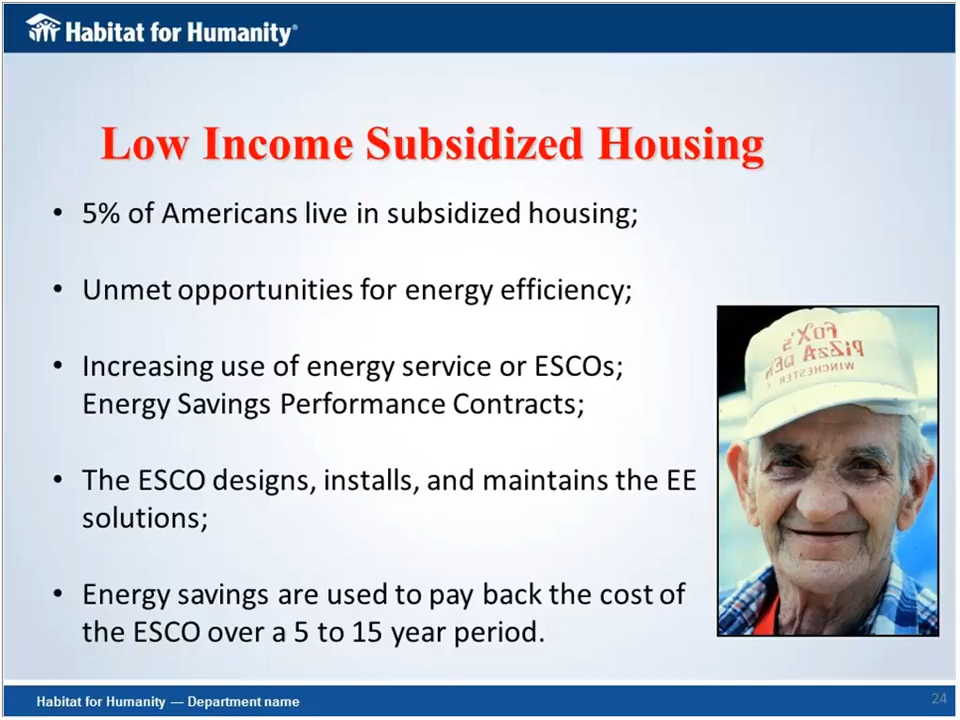 Habitat for Humanity®
Low Income Subsidized Housing
• 5% of Americans live in subsidized housing;
• Unmet opportunities for energy efficiency;
• Increasing use of energy service or ESCOs;
Energy Savings Performance Contracts;
• The ESCO designs, installs, and maintains the EE
solutions;
• Energy savings are used to pay back the cost of
the ESCO over a 5 to 15 year period.
FOX'S
PIZZA DEN
WINCHESTER
Habitat for Humanity — Department name
24